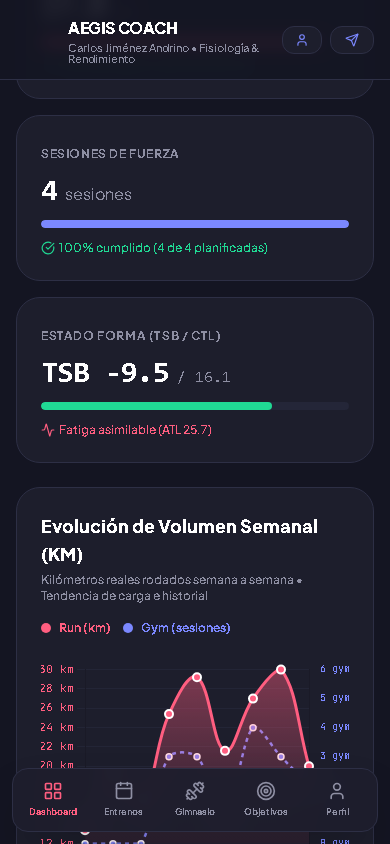 AEGIS COACH
Carlos Jiménez Andrino • Fisiología &
Rendimiento
SESIONES DE FUERZA
4 sesiones
100% cumplido (4 de 4 planificadas)
ESTADO FORMA (TSB / CTL)
TSB -9.5 / 16.1
Fatiga asimilable (ATL 25.7)
Evolución de Volumen Semanal
(KM)
Kilómetros reales rodados semana a semana •
Tendencia de carga e historial
Run (km) Gym (sesiones)
30 km 6 gym
28 km 5 gym
26 km
24 km 4 gym
22 km 3 gym
20 km
Dashboard Entrenos Gimnasio Objetivos Perfil